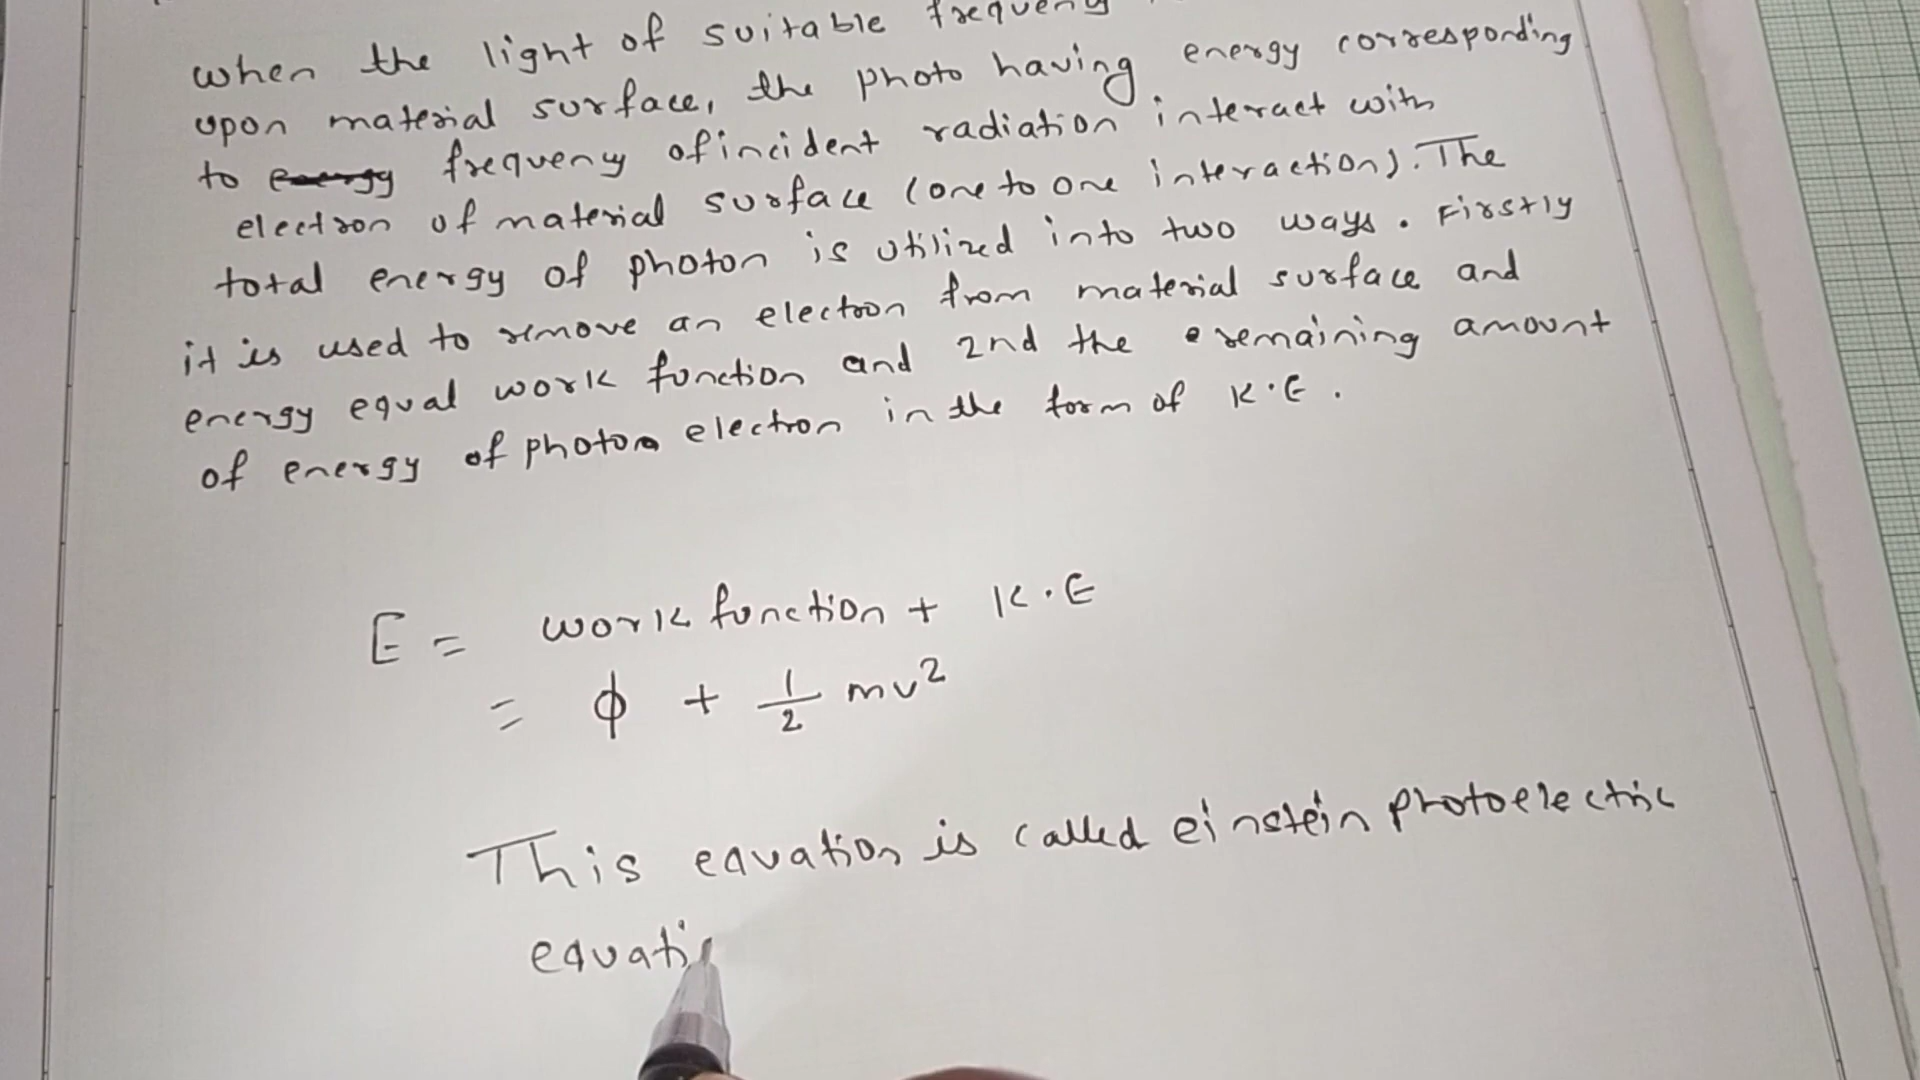 when the light of suitable frequency
upon material surface, the photo having energy corresponding
to energy frequency of incident radiation interact with
electron of material surface (one to one interaction). The
total energy of photon is utilized into two ways. Firstly
it is used to remove an electron from material surface and
energy equal work function and 2nd the remaining amount
of energy of photon electron in the form of K.E.
E = work function + K.E
= ϕ + 1/2 mv²
This equation is called einstein photoelectric
equati